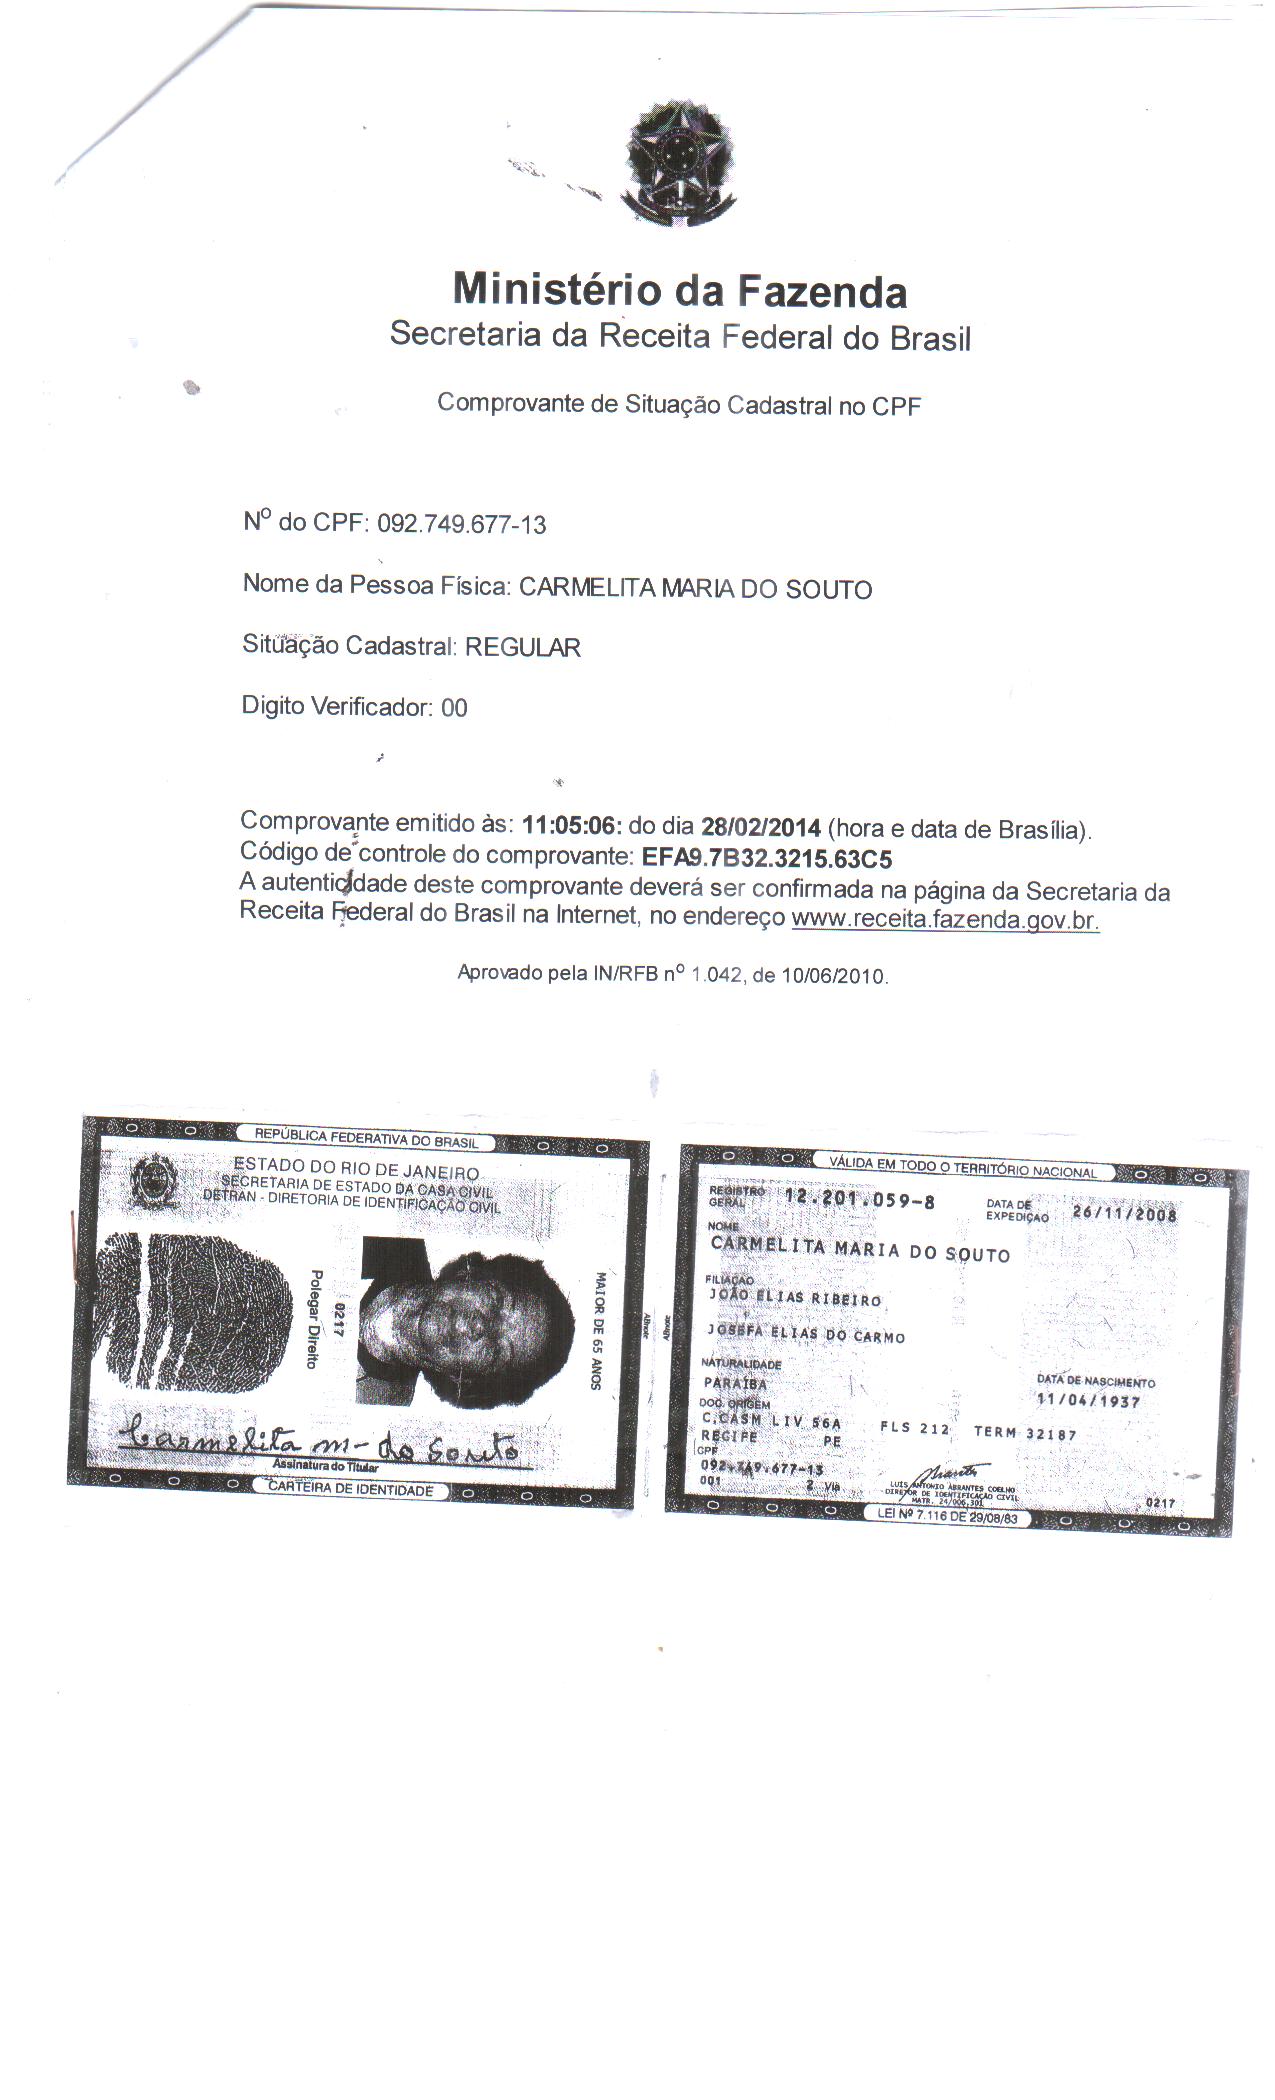 Ministério da Fazenda
Secretaria da Receita Federal do Brasil
Comprovante de Situação Cadastral no CPF
Nº do CPF: 092.749.677-13
Nome da Pessoa Física: CARMELITA MARIA DO SOUTO
Situação Cadastral: REGULAR
Digito Verificador: 00
Comprovante emitido às: 11:05:06: do dia 28/02/2014 (hora e data de Brasília).
Código de controle do comprovante: EFA9.7B32.3215.63C5
A autenticidade deste comprovante deverá ser confirmada na página da Secretaria da
Receita Federal do Brasil na Internet, no endereço www.receita.fazenda.gov.br.
Aprovado pela IN/RFB nº 1.042, de 10/06/2010.
REPÚBLICA FEDERATIVA DO BRASIL
ESTADO DO RIO DE JANEIRO
SECRETARIA DE ESTADO DA CASA CIVIL
DETRAN - DIRETORIA DE IDENTIFICAÇÃO CIVIL
Polegar Direito
0217
MAIOR DE 65 ANOS
Carmelita m- do Souto
Assinatura do Titular
CARTEIRA DE IDENTIDADE
VÁLIDA EM TODO O TERRITÓRIO NACIONAL
REGISTRO GERAL 12.201.059-8 DATA DE EXPEDIÇÃO 26/11/2008
NOME
CARMELITA MARIA DO SOUTO
FILIAÇÃO
JOÃO ELIAS RIBEIRO
JOSEFA ELIAS DO CARMO
NATURALIDADE
PARAÍBA
DATA DE NASCIMENTO
11/04/1937
DOC. ORIGEM
C.CASM LIV 56A FLS 212 TERM 32187
RECIFE PE
CPF
092.749.677-13
001 2 Via
LUIS ANTONIO ABRANTES COELHO
DIRETOR DE IDENTIFICAÇÃO CIVIL
MATR. 24/006.301
0217
LEI Nº 7.116 DE 29/08/83